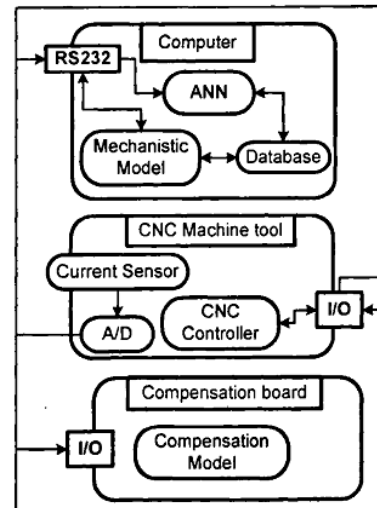 Computer
RS232
ANN
Mechanistic
Model
Database
CNC Machine tool
Current Sensor
A/D
CNC
Controller
I/O
Compensation board
I/O
Compensation
Model